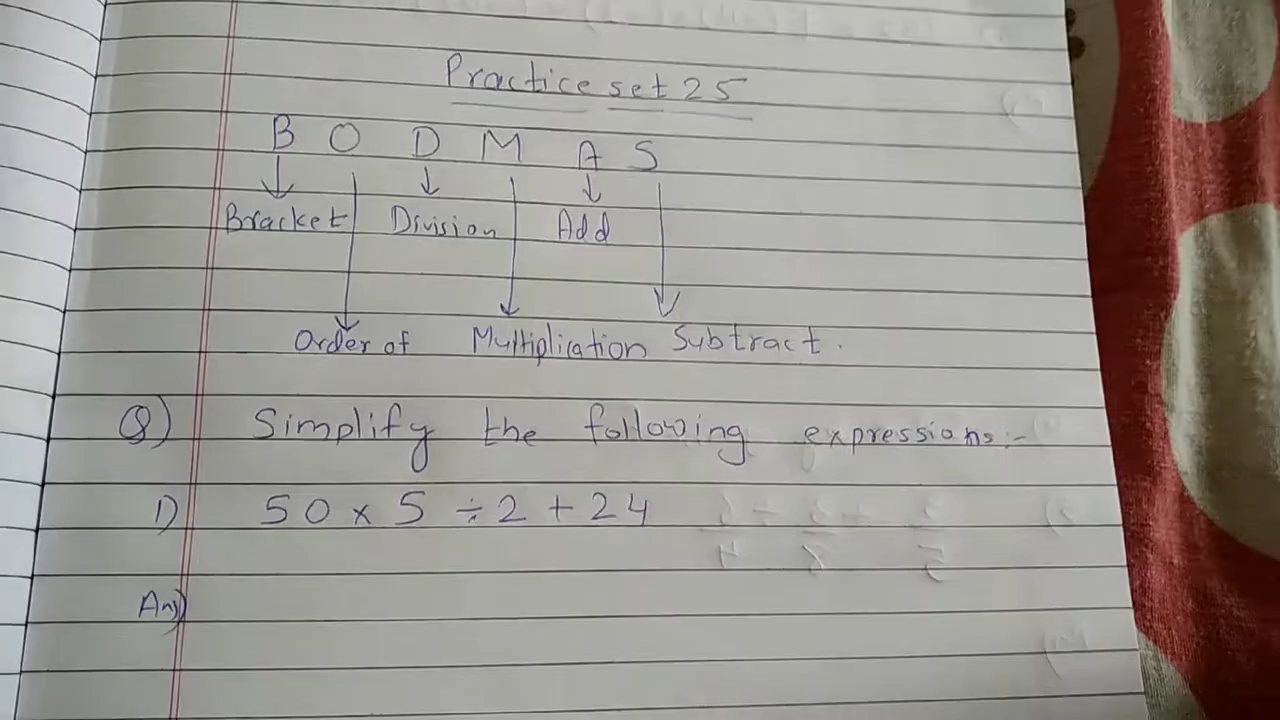 Practice set 25
B O D M A S
Bracket Division Add
Order of Multiplication Subtract.
Q) Simplify the following expressions:-
1) 50 x 5 ÷ 2 + 24
Ans)